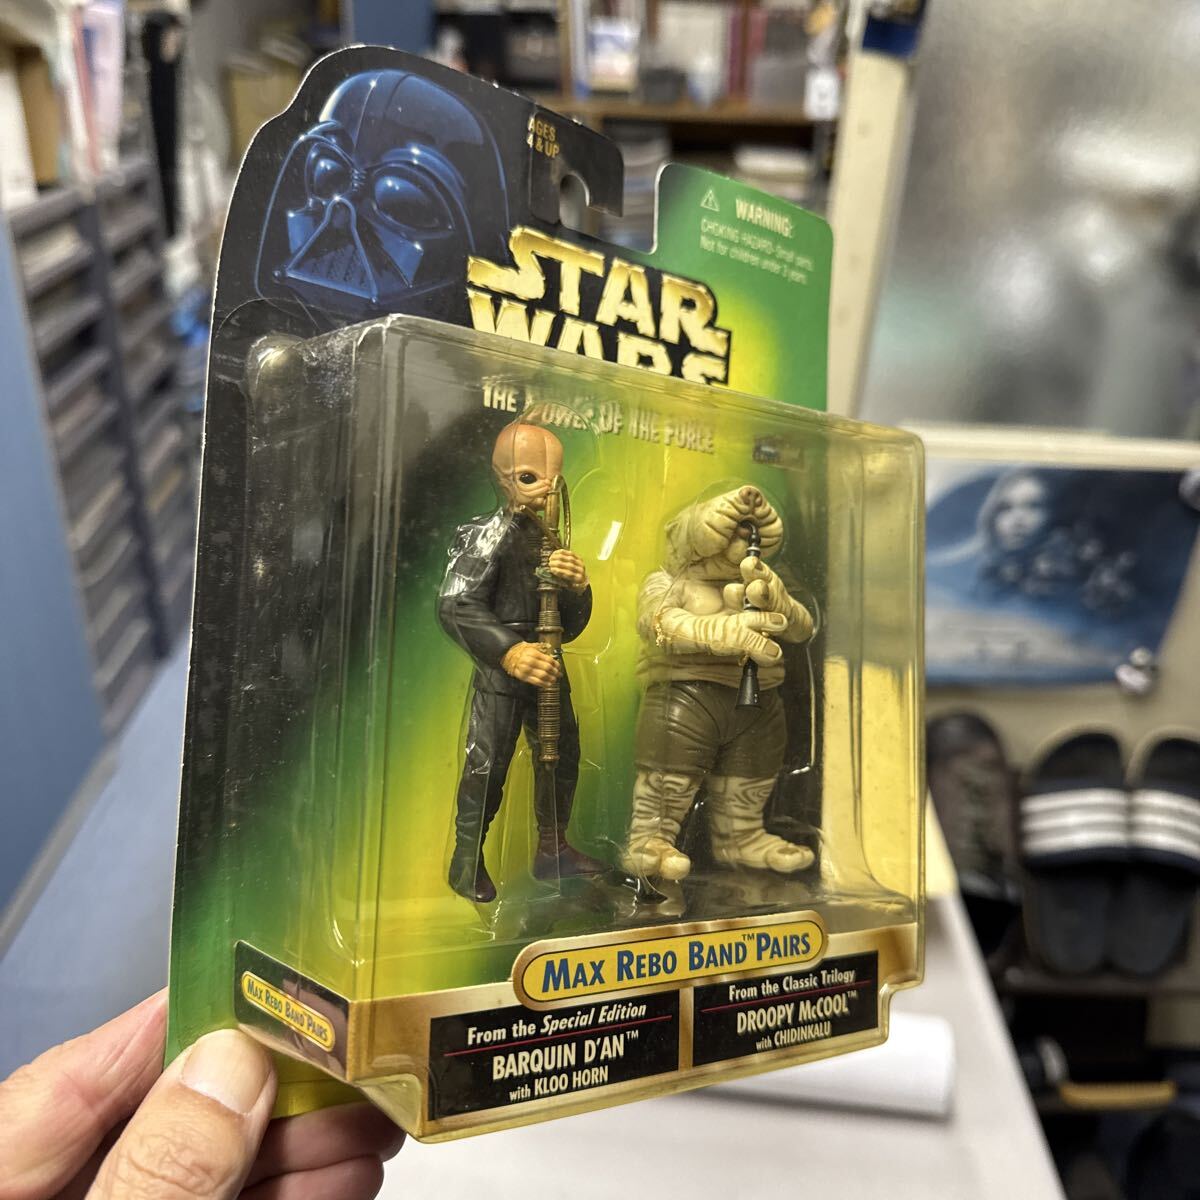 AGES
4 & UP
WARNING:
CHOKING HAZARD-Small parts.
Not for children under 3 years.
STAR
WARS
THE POWER OF THE FORCE
MAX REBO BAND™ PAIRS
MAX REBO BAND PAIRS
From the Special Edition
BARQUIN D'AN™
with KLOO HORN
From the Classic Trilogy
DROOPY McCOOL™
with CHIDINKALU